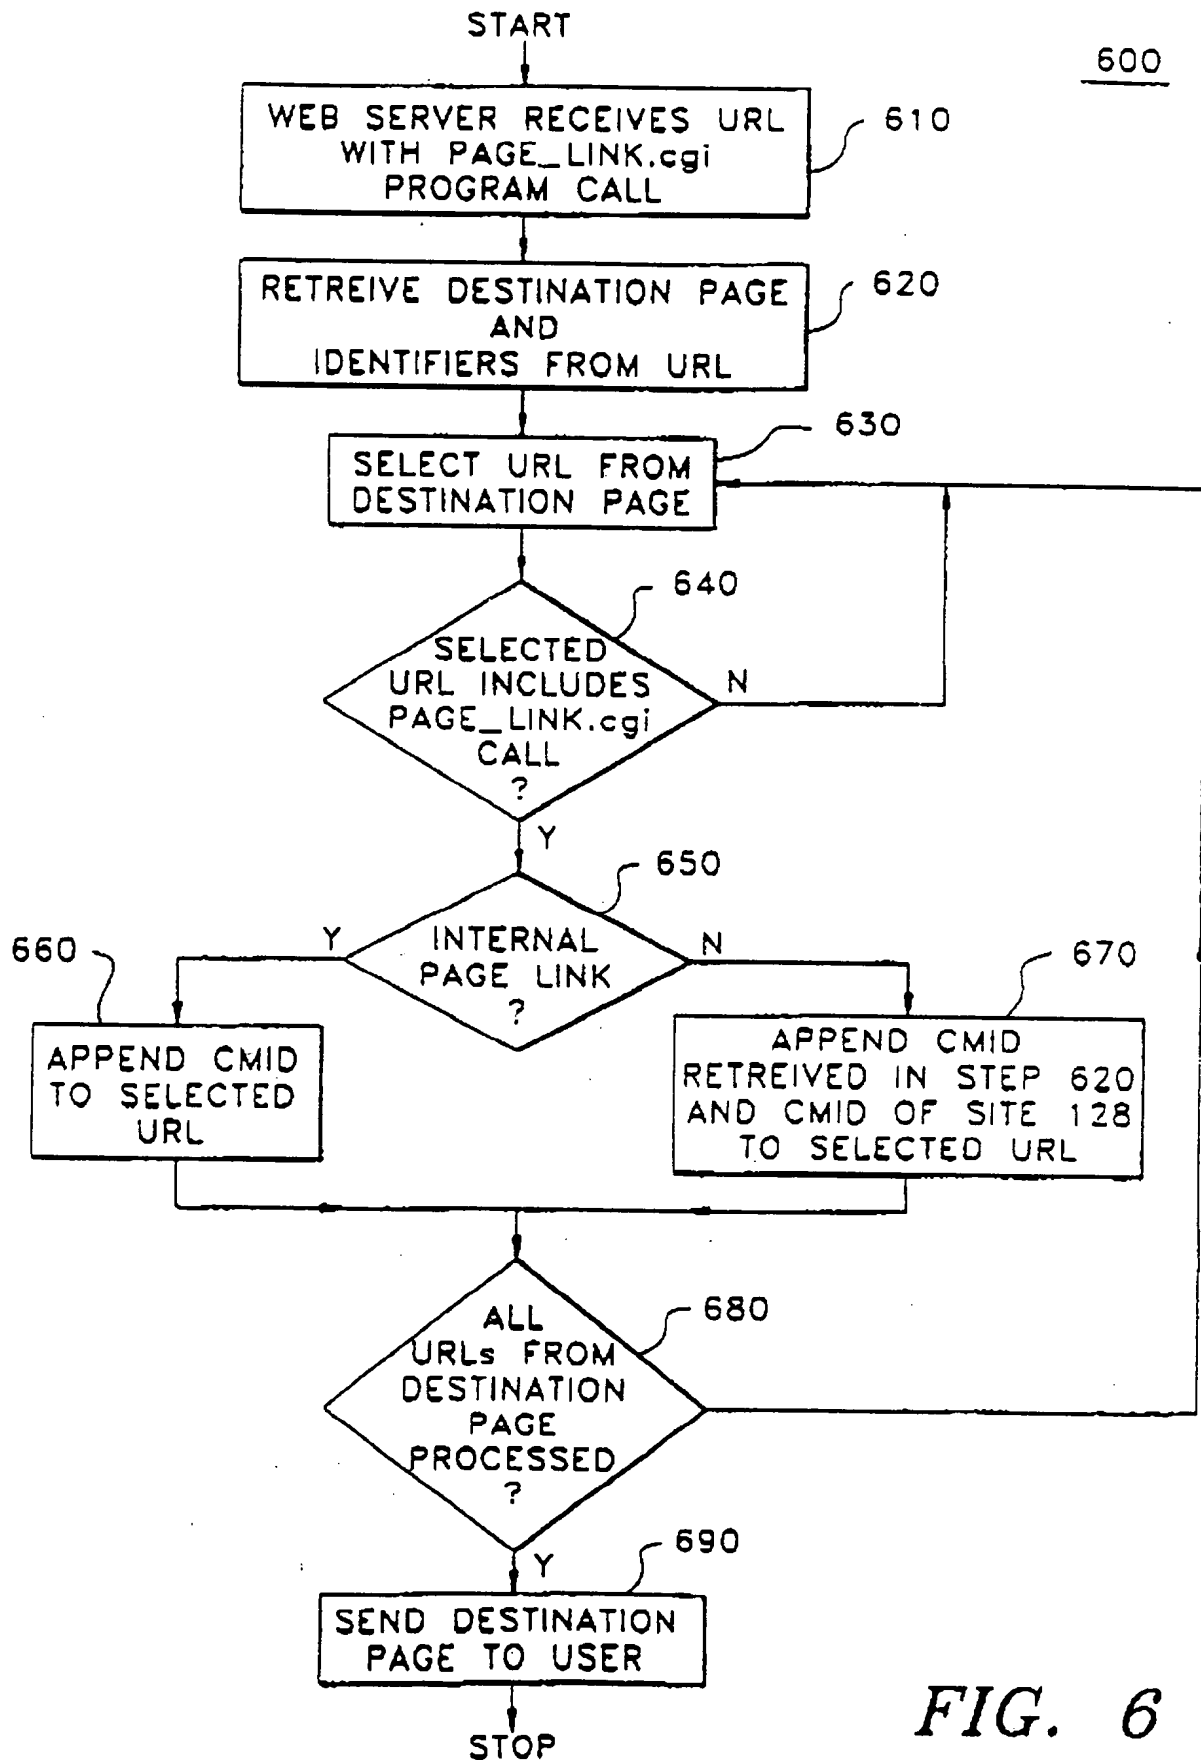 START
600
WEB SERVER RECEIVES URL
WITH PAGE_LINK.cgi
PROGRAM CALL
610
RETREIVE DESTINATION PAGE
AND
IDENTIFIERS FROM URL
620
SELECT URL FROM
DESTINATION PAGE
630
SELECTED
URL INCLUDES
PAGE_LINK.cgi
CALL
?
640
N
Y
INTERNAL
PAGE LINK
?
650
Y
N
660
APPEND CMID
TO SELECTED
URL
670
APPEND CMID
RETREIVED IN STEP 620
AND CMID OF SITE 128
TO SELECTED URL
ALL
URLs FROM
DESTINATION
PAGE
PROCESSED
?
680
Y
690
SEND DESTINATION
PAGE TO USER
STOP
FIG. 6